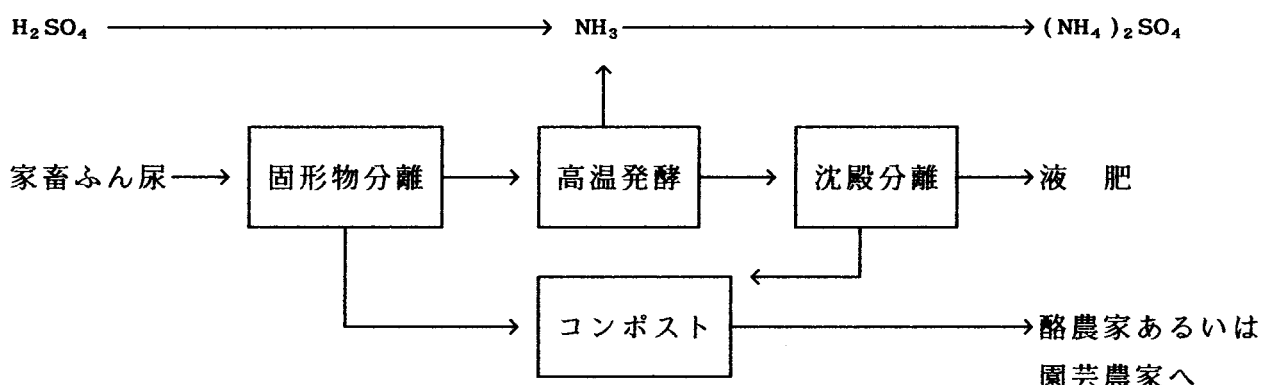 H₂SO₄ NH₃ (NH₄)₂SO₄
家畜ふん尿 固形物分離 高温発酵 沈殿分離 液 肥
コンポスト 酪農家あるいは
園芸農家へ